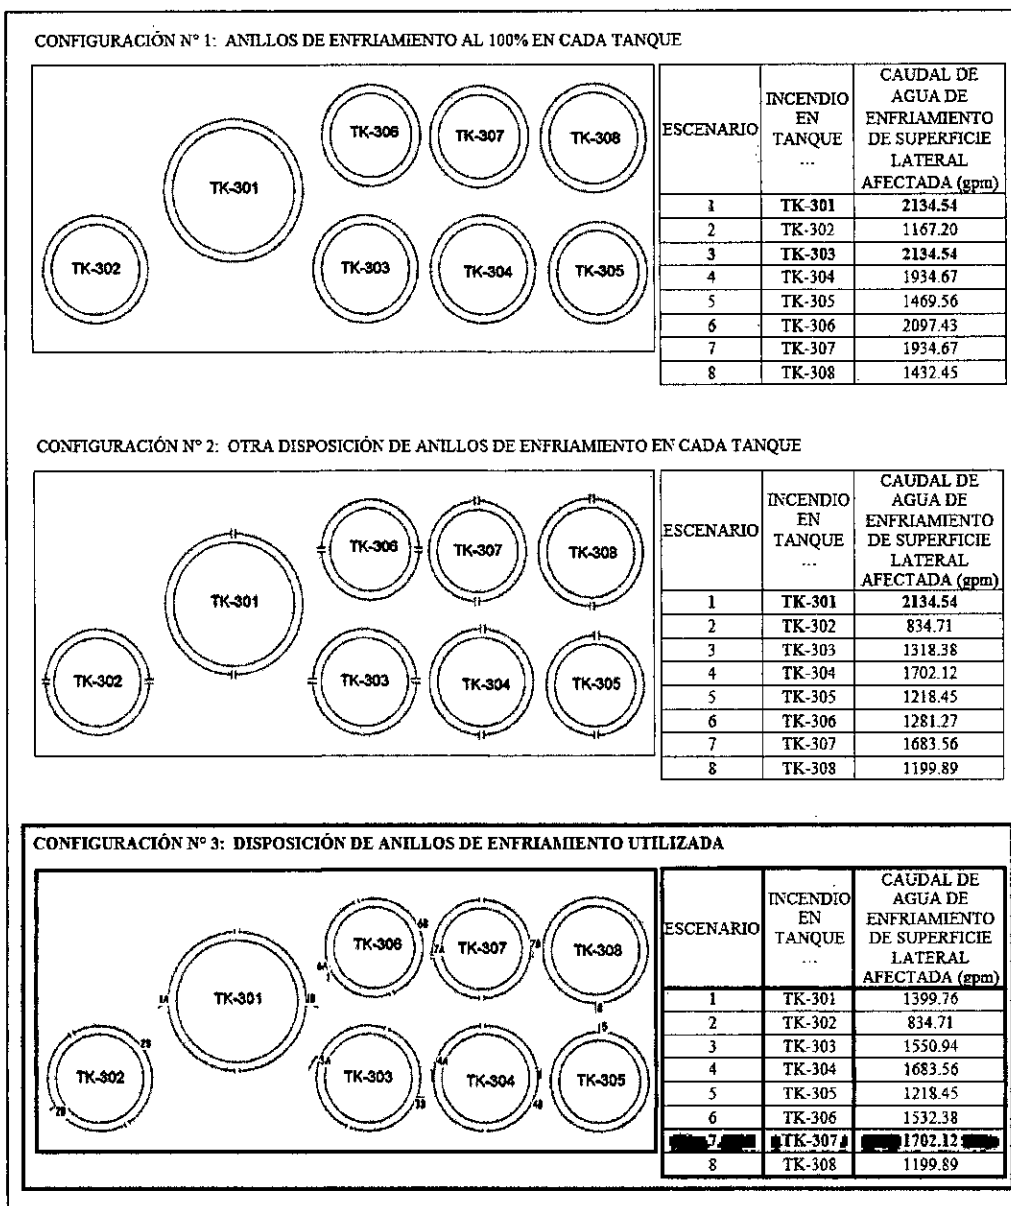 CONFIGURACIÓN N° 1: ANILLOS DE ENFRIAMIENTO AL 100% EN CADA TANQUE
TK-301
TK-302
TK-306
TK-307
TK-308
TK-303
TK-304
TK-305
ESCENARIO INCENDIO EN TANQUE ... CAUDAL DE AGUA DE ENFRIAMIENTO DE SUPERFICIE LATERAL AFECTADA (gpm)
1 TK-301 2134.54
2 TK-302 1167.20
3 TK-303 2134.54
4 TK-304 1934.67
5 TK-305 1469.56
6 TK-306 2097.43
7 TK-307 1934.67
8 TK-308 1432.45
CONFIGURACIÓN N° 2: OTRA DISPOSICIÓN DE ANILLOS DE ENFRIAMIENTO EN CADA TANQUE
TK-301
TK-302
TK-306
TK-307
TK-308
TK-303
TK-304
TK-305
ESCENARIO INCENDIO EN TANQUE ... CAUDAL DE AGUA DE ENFRIAMIENTO DE SUPERFICIE LATERAL AFECTADA (gpm)
1 TK-301 2134.54
2 TK-302 834.71
3 TK-303 1318.38
4 TK-304 1702.12
5 TK-305 1218.45
6 TK-306 1281.27
7 TK-307 1683.56
8 TK-308 1199.89
CONFIGURACIÓN N° 3: DISPOSICIÓN DE ANILLOS DE ENFRIAMIENTO UTILIZADA
1A TK-301 1B
TK-302
6A TK-306 6B
7A TK-307
TK-308
TK-303
4A TK-304
5
TK-305
ESCENARIO INCENDIO EN TANQUE ... CAUDAL DE AGUA DE ENFRIAMIENTO DE SUPERFICIE LATERAL AFECTADA (gpm)
1 TK-301 1399.76
2 TK-302 834.71
3 TK-303 1550.94
4 TK-304 1683.56
5 TK-305 1218.45
6 TK-306 1532.38
7 TK-307 1702.12
8 TK-308 1199.89